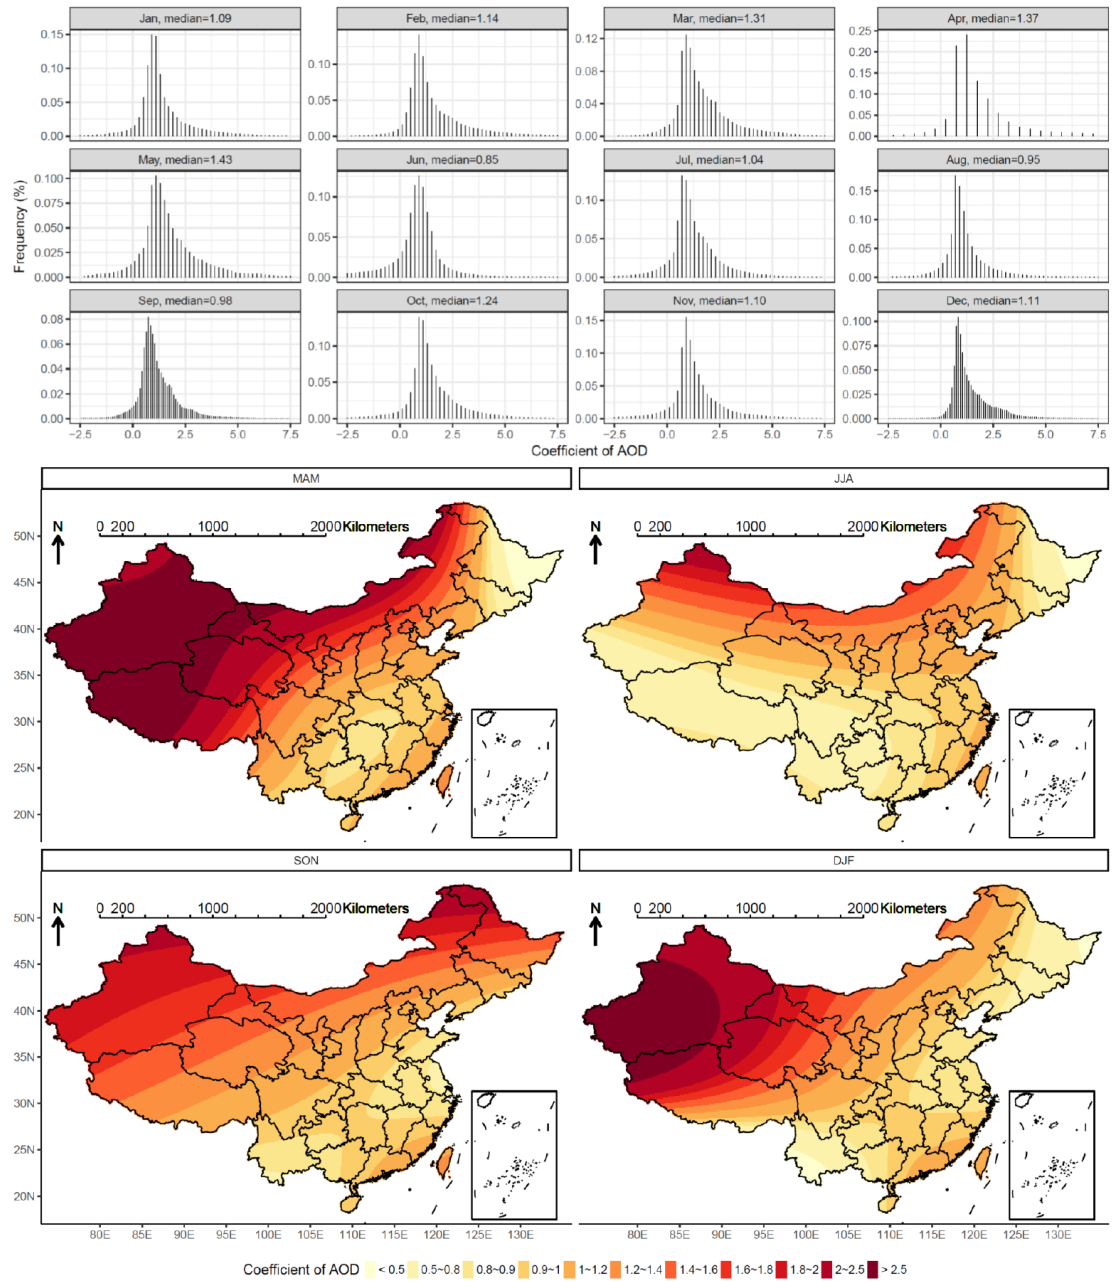 Jan, median=1.09 Feb, median=1.14 Mar, median=1.31 Apr, median=1.37
0.15 0.10 0.05 0.00
0.15 0.10 0.05 0.00
0.12 0.08 0.04 0.00
0.25 0.20 0.15 0.10 0.05 0.00
May, median=1.43 Jun, median=0.85 Jul, median=1.04 Aug, median=0.95
0.100 0.075 0.050 0.025 0.000
0.10 0.05 0.00
0.10 0.05 0.00
0.15 0.10 0.05 0.00
Frequency (%)
Sep, median=0.98 Oct, median=1.24 Nov, median=1.10 Dec, median=1.11
0.08 0.06 0.04 0.02 0.00
0.10 0.05 0.00
0.15 0.10 0.05 0.00
0.100 0.075 0.050 0.025 0.000
−2.5 0.0 2.5 5.0 7.5 −2.5 0.0 2.5 5.0 7.5 −2.5 0.0 2.5 5.0 7.5 −2.5 0.0 2.5 5.0 7.5
Coefficient of AOD
MAM JJA
N 0 200 1000 2000 Kilometers N 0 200 1000 2000 Kilometers
50N
45N
40N
35N
30N
25N
20N
SON DJF
N 0 200 1000 2000 Kilometers N 0 200 1000 2000 Kilometers
50N
45N
40N
35N
30N
25N
20N
80E 85E 90E 95E 100E 105E 110E 115E 120E 125E 130E 80E 85E 90E 95E 100E 105E 110E 115E 120E 125E 130E
Coefficient of AOD < 0.5 0.5~0.8 0.8~0.9 0.9~1 1~1.2 1.2~1.4 1.4~1.6 1.6~1.8 1.8~2 2~2.5 > 2.5